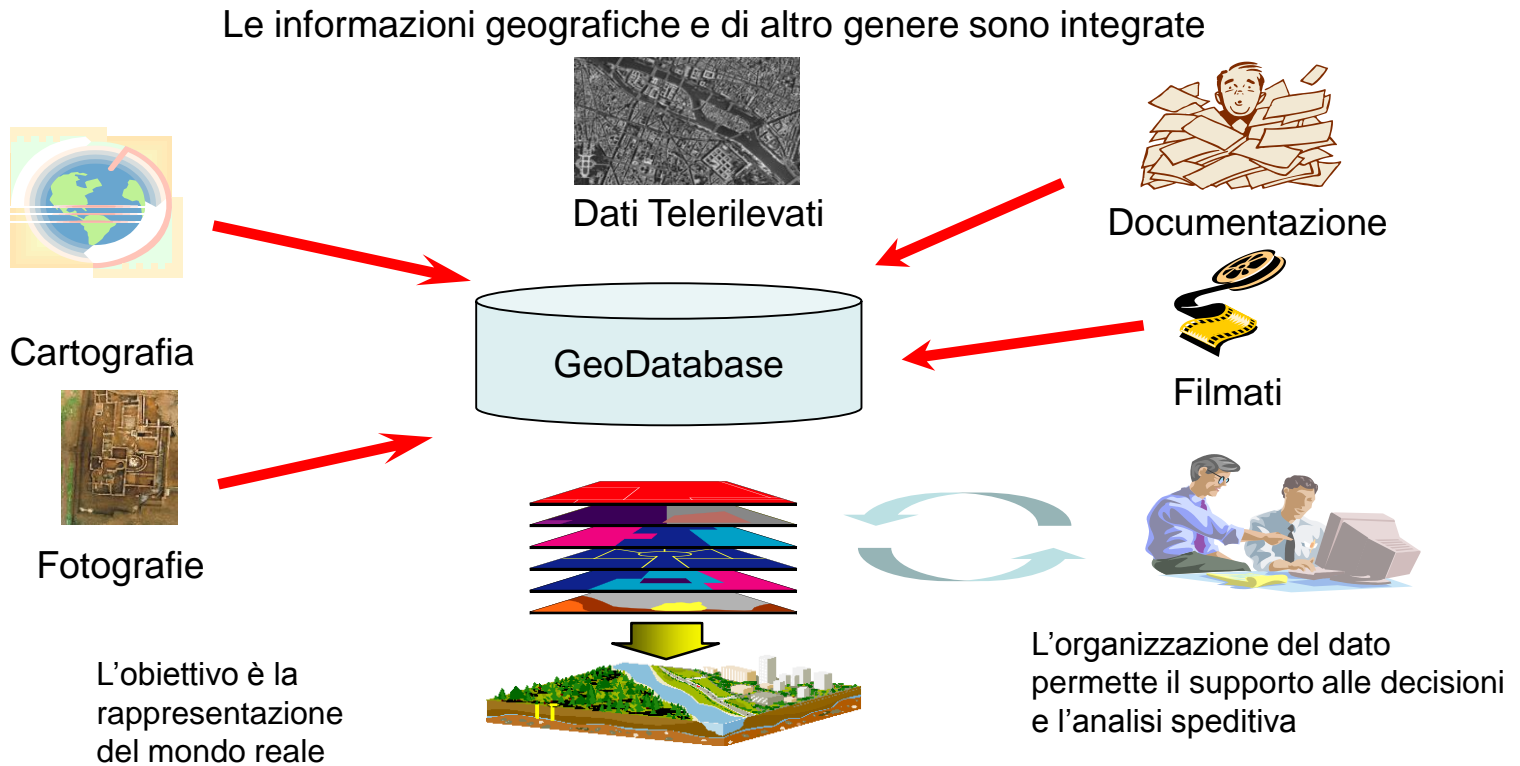 Le informazioni geografiche e di altro genere sono integrate
Dati Telerilevati
Documentazione
Cartografia
GeoDatabase
Filmati
Fotografie
L'obiettivo è la
rappresentazione
del mondo reale
L'organizzazione del dato
permette il supporto alle decisioni
e l'analisi speditiva